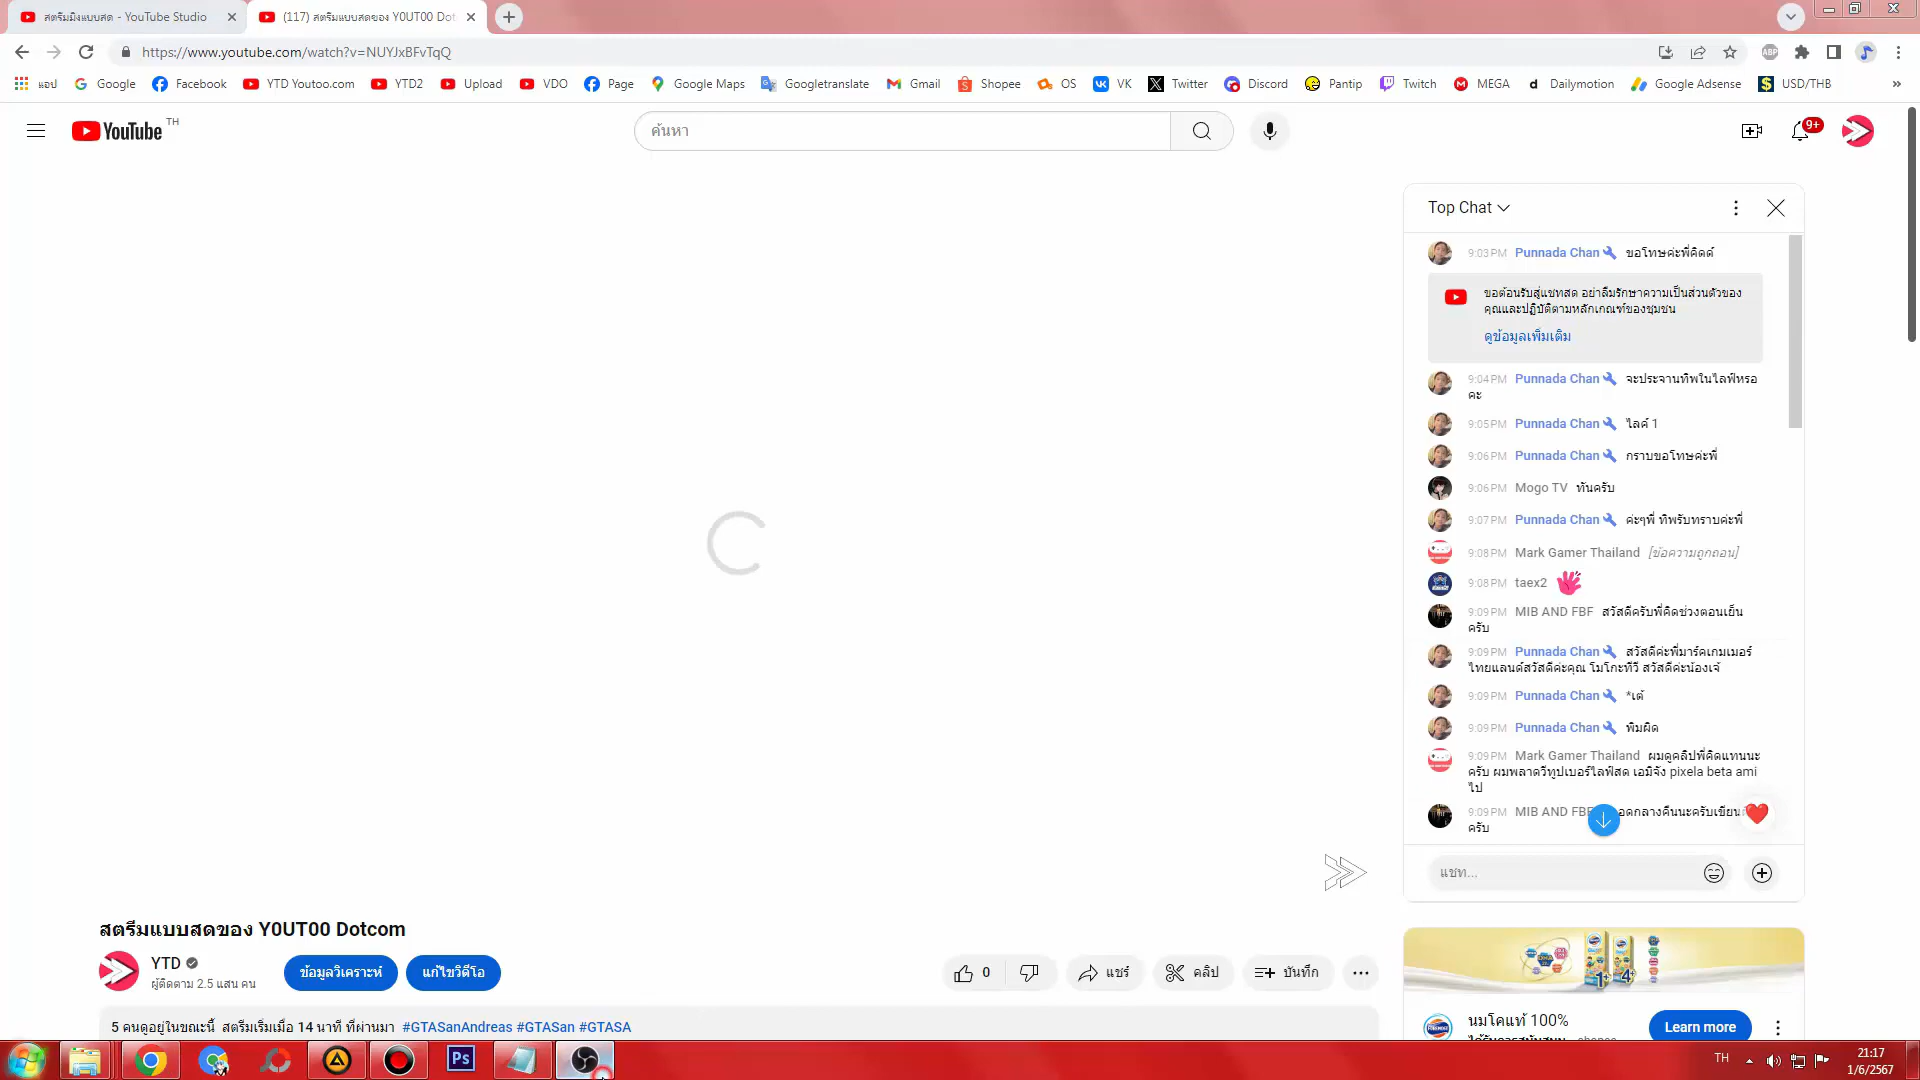 สตรีมมิงแบบสด - YouTube Studio
(117) สตรีมแบบสดของ Y0UT00 Dot
https://www.youtube.com/watch?v=NUYJxBFvTqQ
ABP
แอป Google Facebook YTD Youtoo.com YTD2 Upload VDO Page Google Maps Googletranslate Gmail Shopee OS VK Twitter Discord Pantip Twitch MEGA Dailymotion Google Adsense USD/THB »
YouTube TH
ค้นหา
9+
Top Chat
9:03 PM Punnada Chan ขอโทษค่ะพี่คิดด์
ขอต้อนรับสู่แชทสด อย่าลืมรักษาความเป็นส่วนตัวของ
คุณและปฏิบัติตามหลักเกณฑ์ของชุมชน
ดูข้อมูลเพิ่มเติม
9:04 PM Punnada Chan จะประจานทิพในไลฟ์หรอ
คะ
9:05 PM Punnada Chan ไลค์ 1
9:06 PM Punnada Chan กราบขอโทษค่ะพี่
9:06 PM Mogo TV ทันครับ
9:07 PM Punnada Chan ค่ะๆพี่ ทิพรับทราบค่ะพี่
9:08 PM Mark Gamer Thailand [ข้อความถูกถอน]
9:08 PM taex2
9:09 PM MIB AND FBF สวัสดีครับพี่คิดช่วงตอนเย็น
ครับ
9:09 PM Punnada Chan สวัสดีค่ะพี่มาร์คเกมเมอร์
ไทยแลนด์สวัสดีค่ะคุณ โมโกะทีวี สวัสดีค่ะน้องเจ้
9:09 PM Punnada Chan *เต้
9:09 PM Punnada Chan พิมผิด
9:09 PM Mark Gamer Thailand ผมดูคลิปพี่คิดแทนนะ
ครับ ผมพลาดวีทูปเบอร์ไลฟ์สด เอมิจัง pixela beta ami
ไป
9:09 PM MIB AND FBF อดกลางคืนนะครับเขียน
ครับ
แชท...
สตรีมแบบสดของ Y0UT00 Dotcom
YTD
ผู้ติดตาม 2.5 แสน คน
ข้อมูลวิเคราะห์
แก้ไขวิดีโอ
0
แชร์
คลิป
บันทึก
5 คนดูอยู่ในขณะนี้ สตรีมเริ่มเมื่อ 14 นาที ที่ผ่านมา #GTASanAndreas #GTASan #GTASA
นมโคแท้ 100%
Learn more
Ps
TH
21:17
1/6/2567